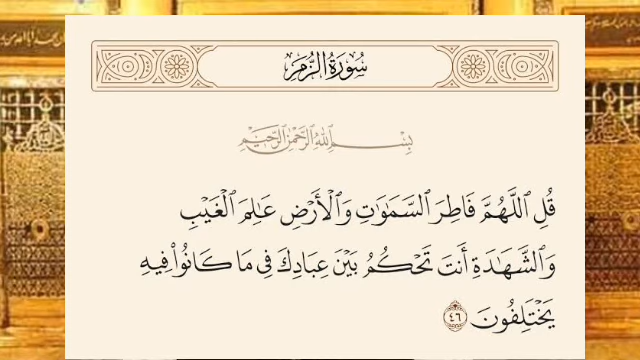 سُورَةُ الزُّمَرِ
بِسْمِ ٱللَّهِ ٱلرَّحْمَٰنِ ٱلرَّحِيمِ
قُلِ ٱللَّهُمَّ فَاطِرَ ٱلسَّمَٰوَٰتِ وَٱلْأَرْضِ عَٰلِمَ ٱلْغَيْبِ
وَٱلشَّهَٰدَةِ أَنتَ تَحْكُمُ بَيْنَ عِبَادِكَ فِى مَا كَانُوا۟ فِيهِ
يَخْتَلِفُونَ ٤٦